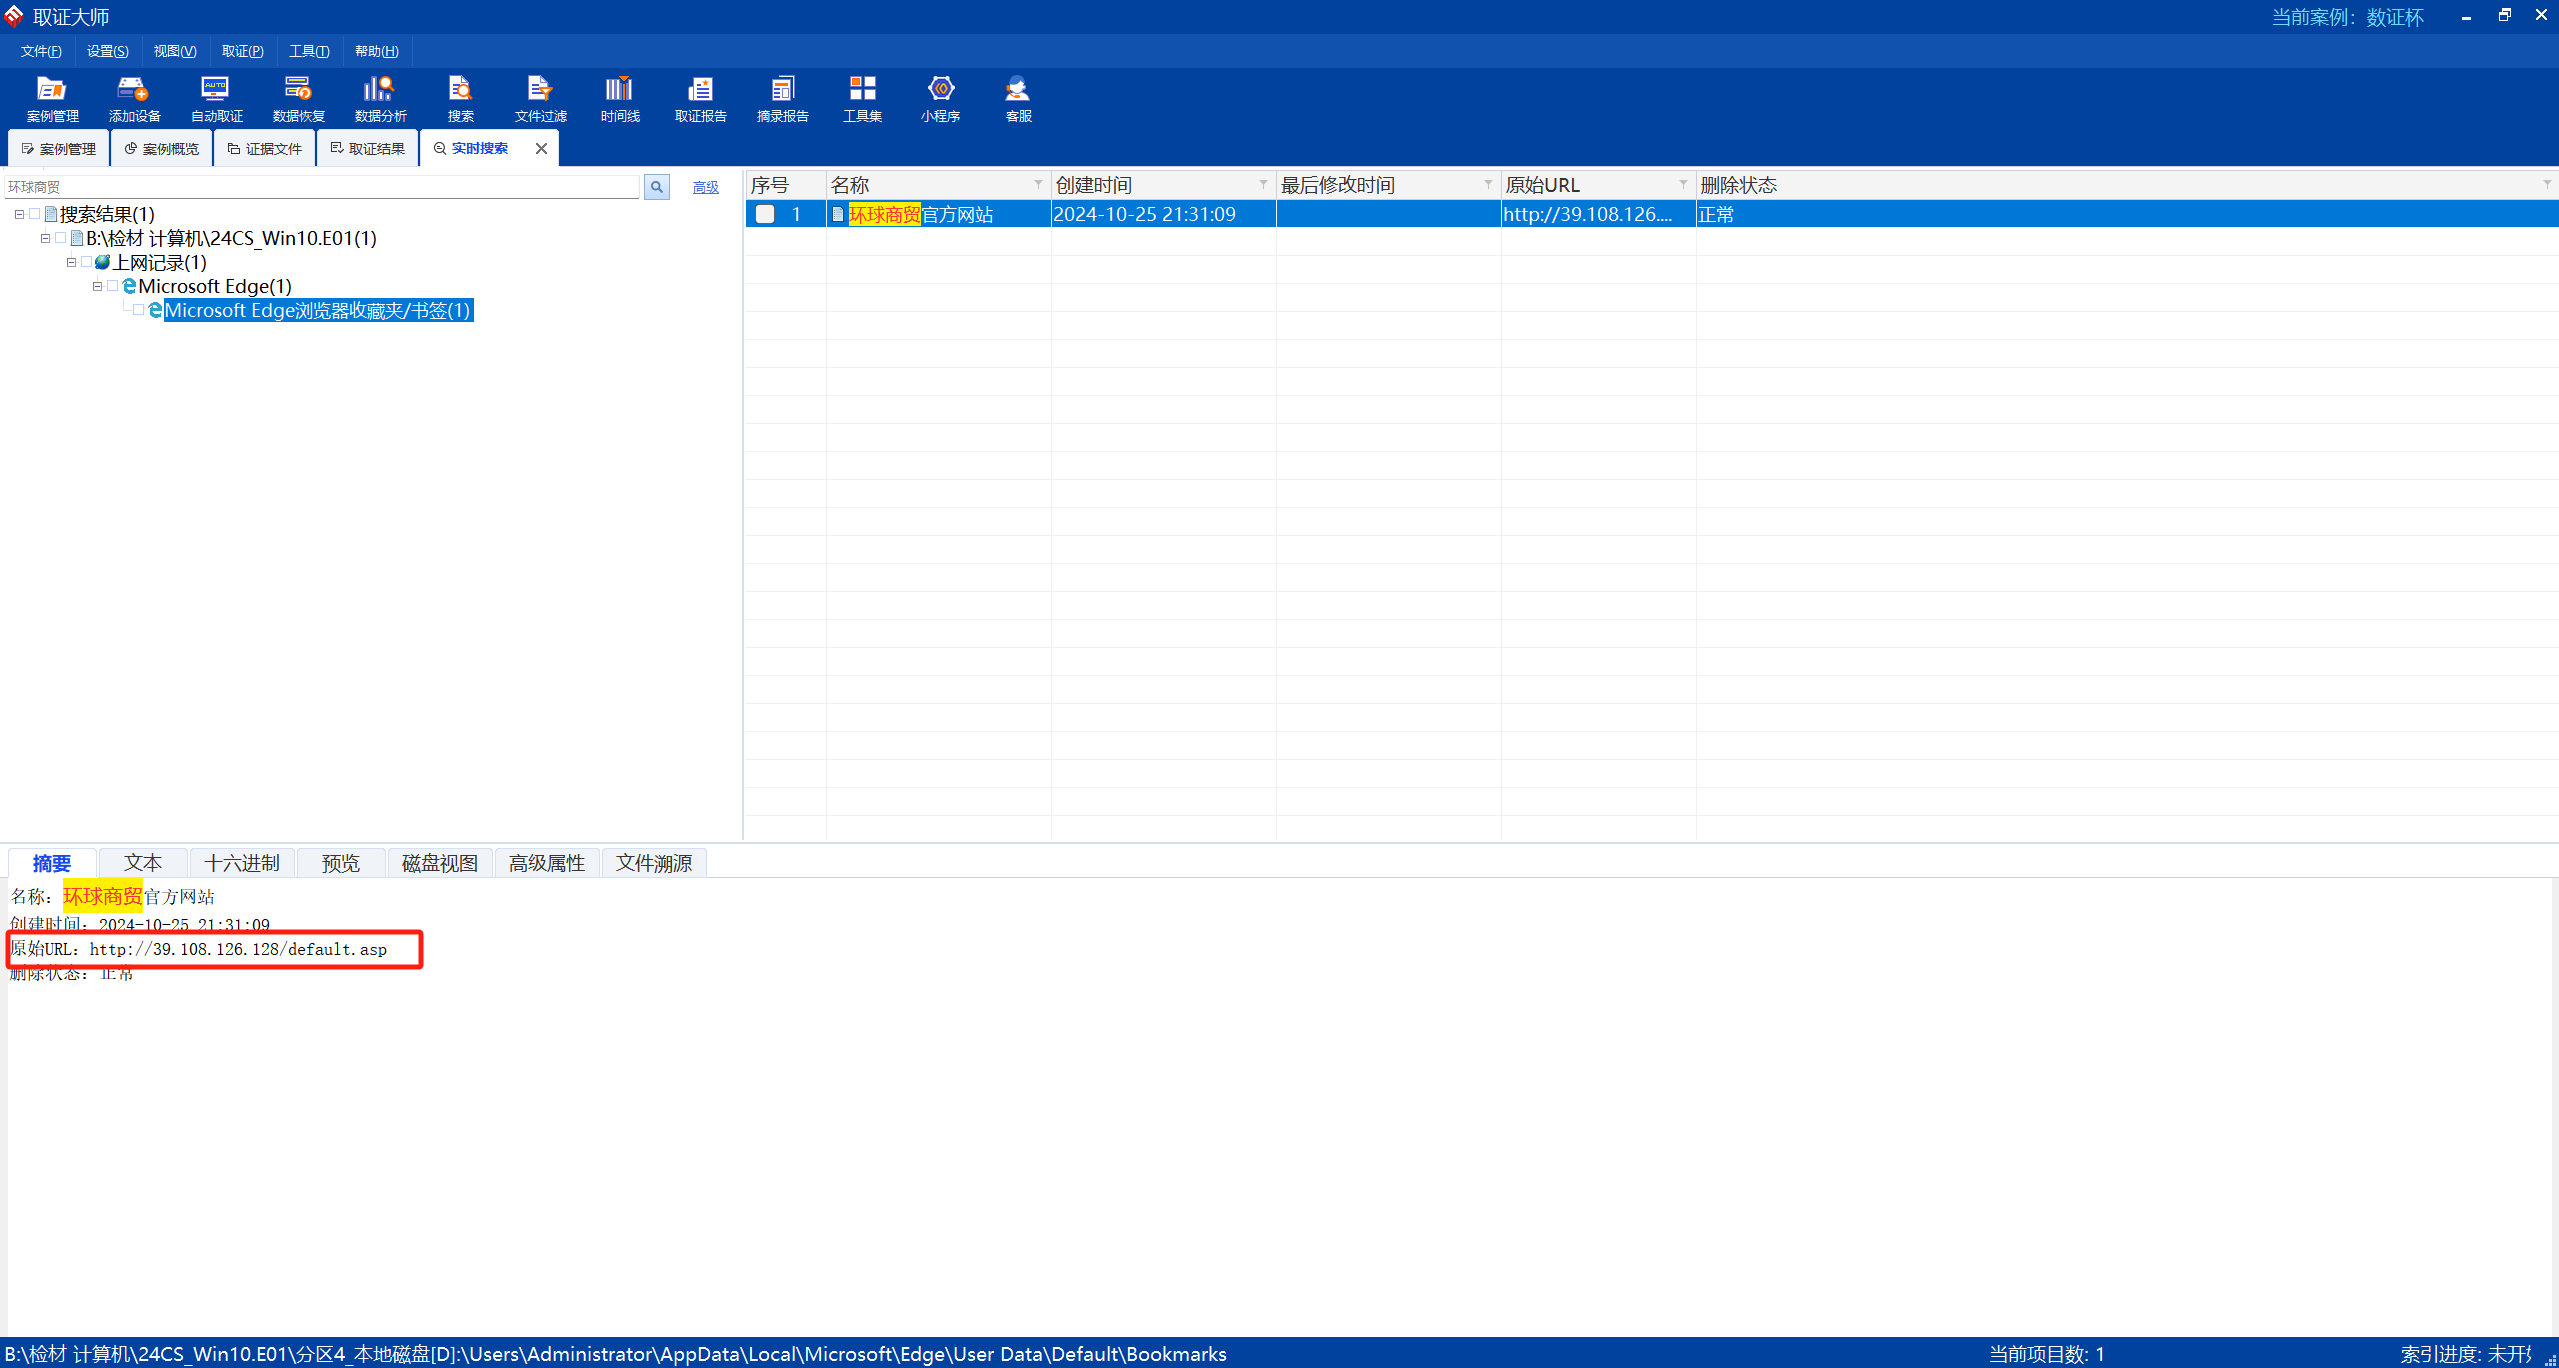 取证大师
当前案例：数证杯
文件(F) 设置(S) 视图(V) 取证(P) 工具(T) 帮助(H)
AUTO
案例管理 添加设备 自动取证 数据恢复 数据分析 搜索 文件过滤 时间线 取证报告 摘录报告 工具集 小程序 客服
案例管理 案例概览 证据文件 取证结果 实时搜索
环球商贸 高级
搜索结果(1)
B:\检材 计算机\24CS_Win10.E01(1)
上网记录(1)
Microsoft Edge(1)
Microsoft Edge浏览器收藏夹/书签(1)
序号 名称 创建时间 最后修改时间 原始URL 删除状态
1 环球商贸官方网站 2024-10-25 21:31:09 http://39.108.126.... 正常
摘要 文本 十六进制 预览 磁盘视图 高级属性 文件溯源
名称：环球商贸官方网站
创建时间：2024-10-25 21:31:09
原始URL：http://39.108.126.128/default.asp
删除状态：正常
B:\检材 计算机\24CS_Win10.E01\分区4_本地磁盘[D]:\Users\Administrator\AppData\Local\Microsoft\Edge\User Data\Default\Bookmarks
当前项目数: 1
索引进度: 未开